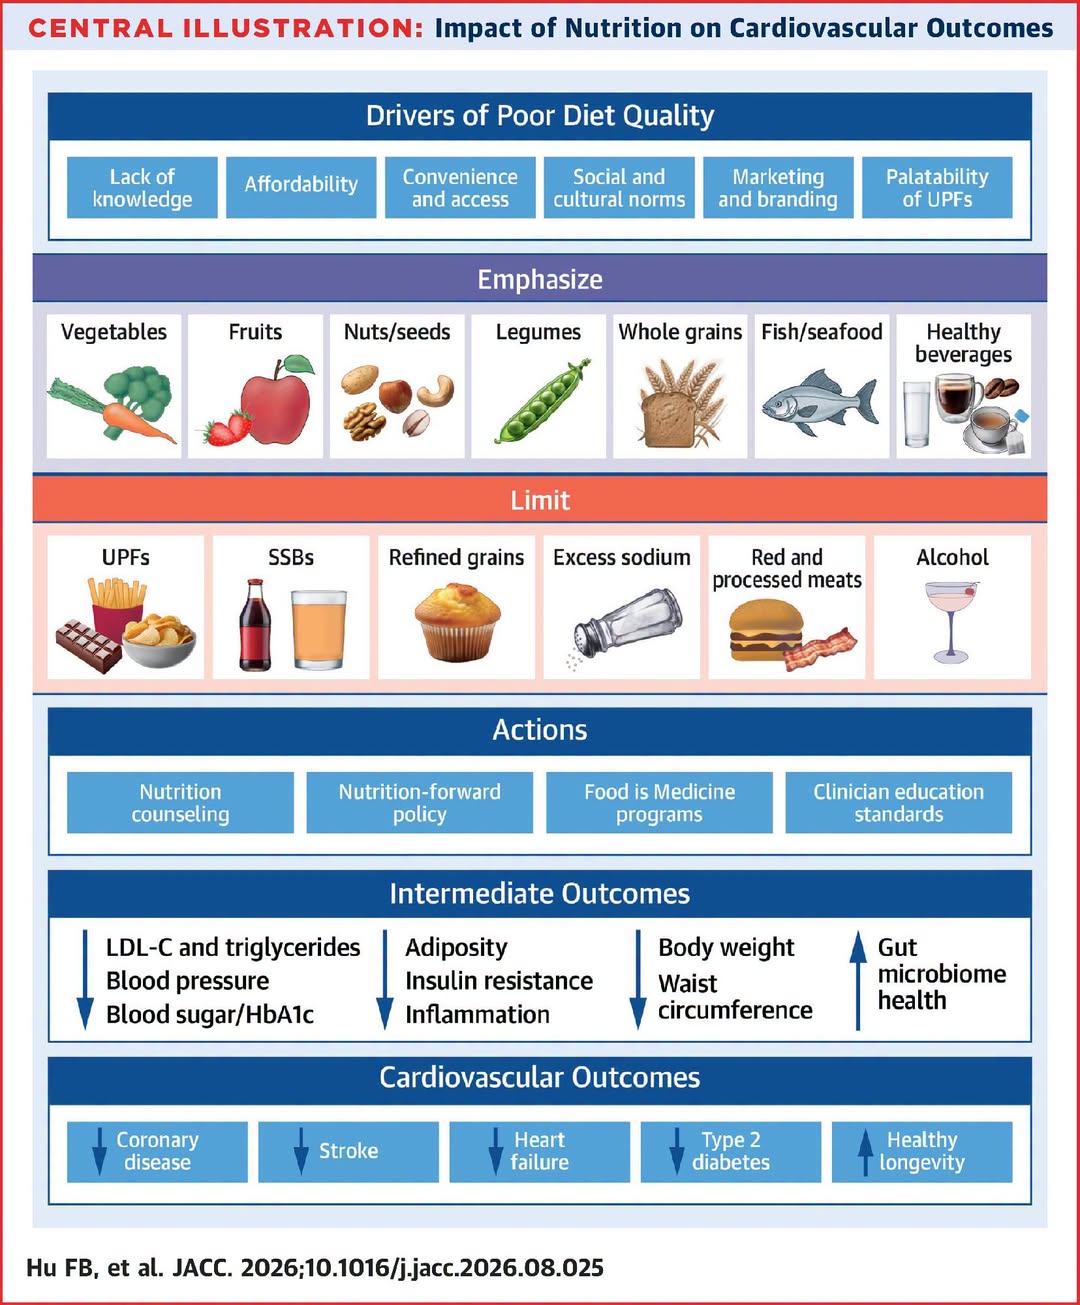 CENTRAL ILLUSTRATION: Impact of Nutrition on Cardiovascular Outcomes
Drivers of Poor Diet Quality
Lack of
knowledge
Affordability
Convenience
and access
Social and
cultural norms
Marketing
and branding
Palatability
of UPFs
Emphasize
Vegetables
Fruits
Nuts/seeds
Legumes
Whole grains
Fish/seafood
Healthy
beverages
Limit
UPFs
SSBs
Refined grains
Excess sodium
Red and
processed meats
Alcohol
Actions
Nutrition
counseling
Nutrition-forward
policy
Food is Medicine
programs
Clinician education
standards
Intermediate Outcomes
LDL-C and triglycerides
Blood pressure
Blood sugar/HbA1c
Adiposity
Insulin resistance
Inflammation
Body weight
Waist
circumference
Gut
microbiome
health
Cardiovascular Outcomes
Coronary
disease
Stroke
Heart
failure
Type 2
diabetes
Healthy
longevity
Hu FB, et al. JACC. 2026;10.1016/j.jacc.2026.08.025